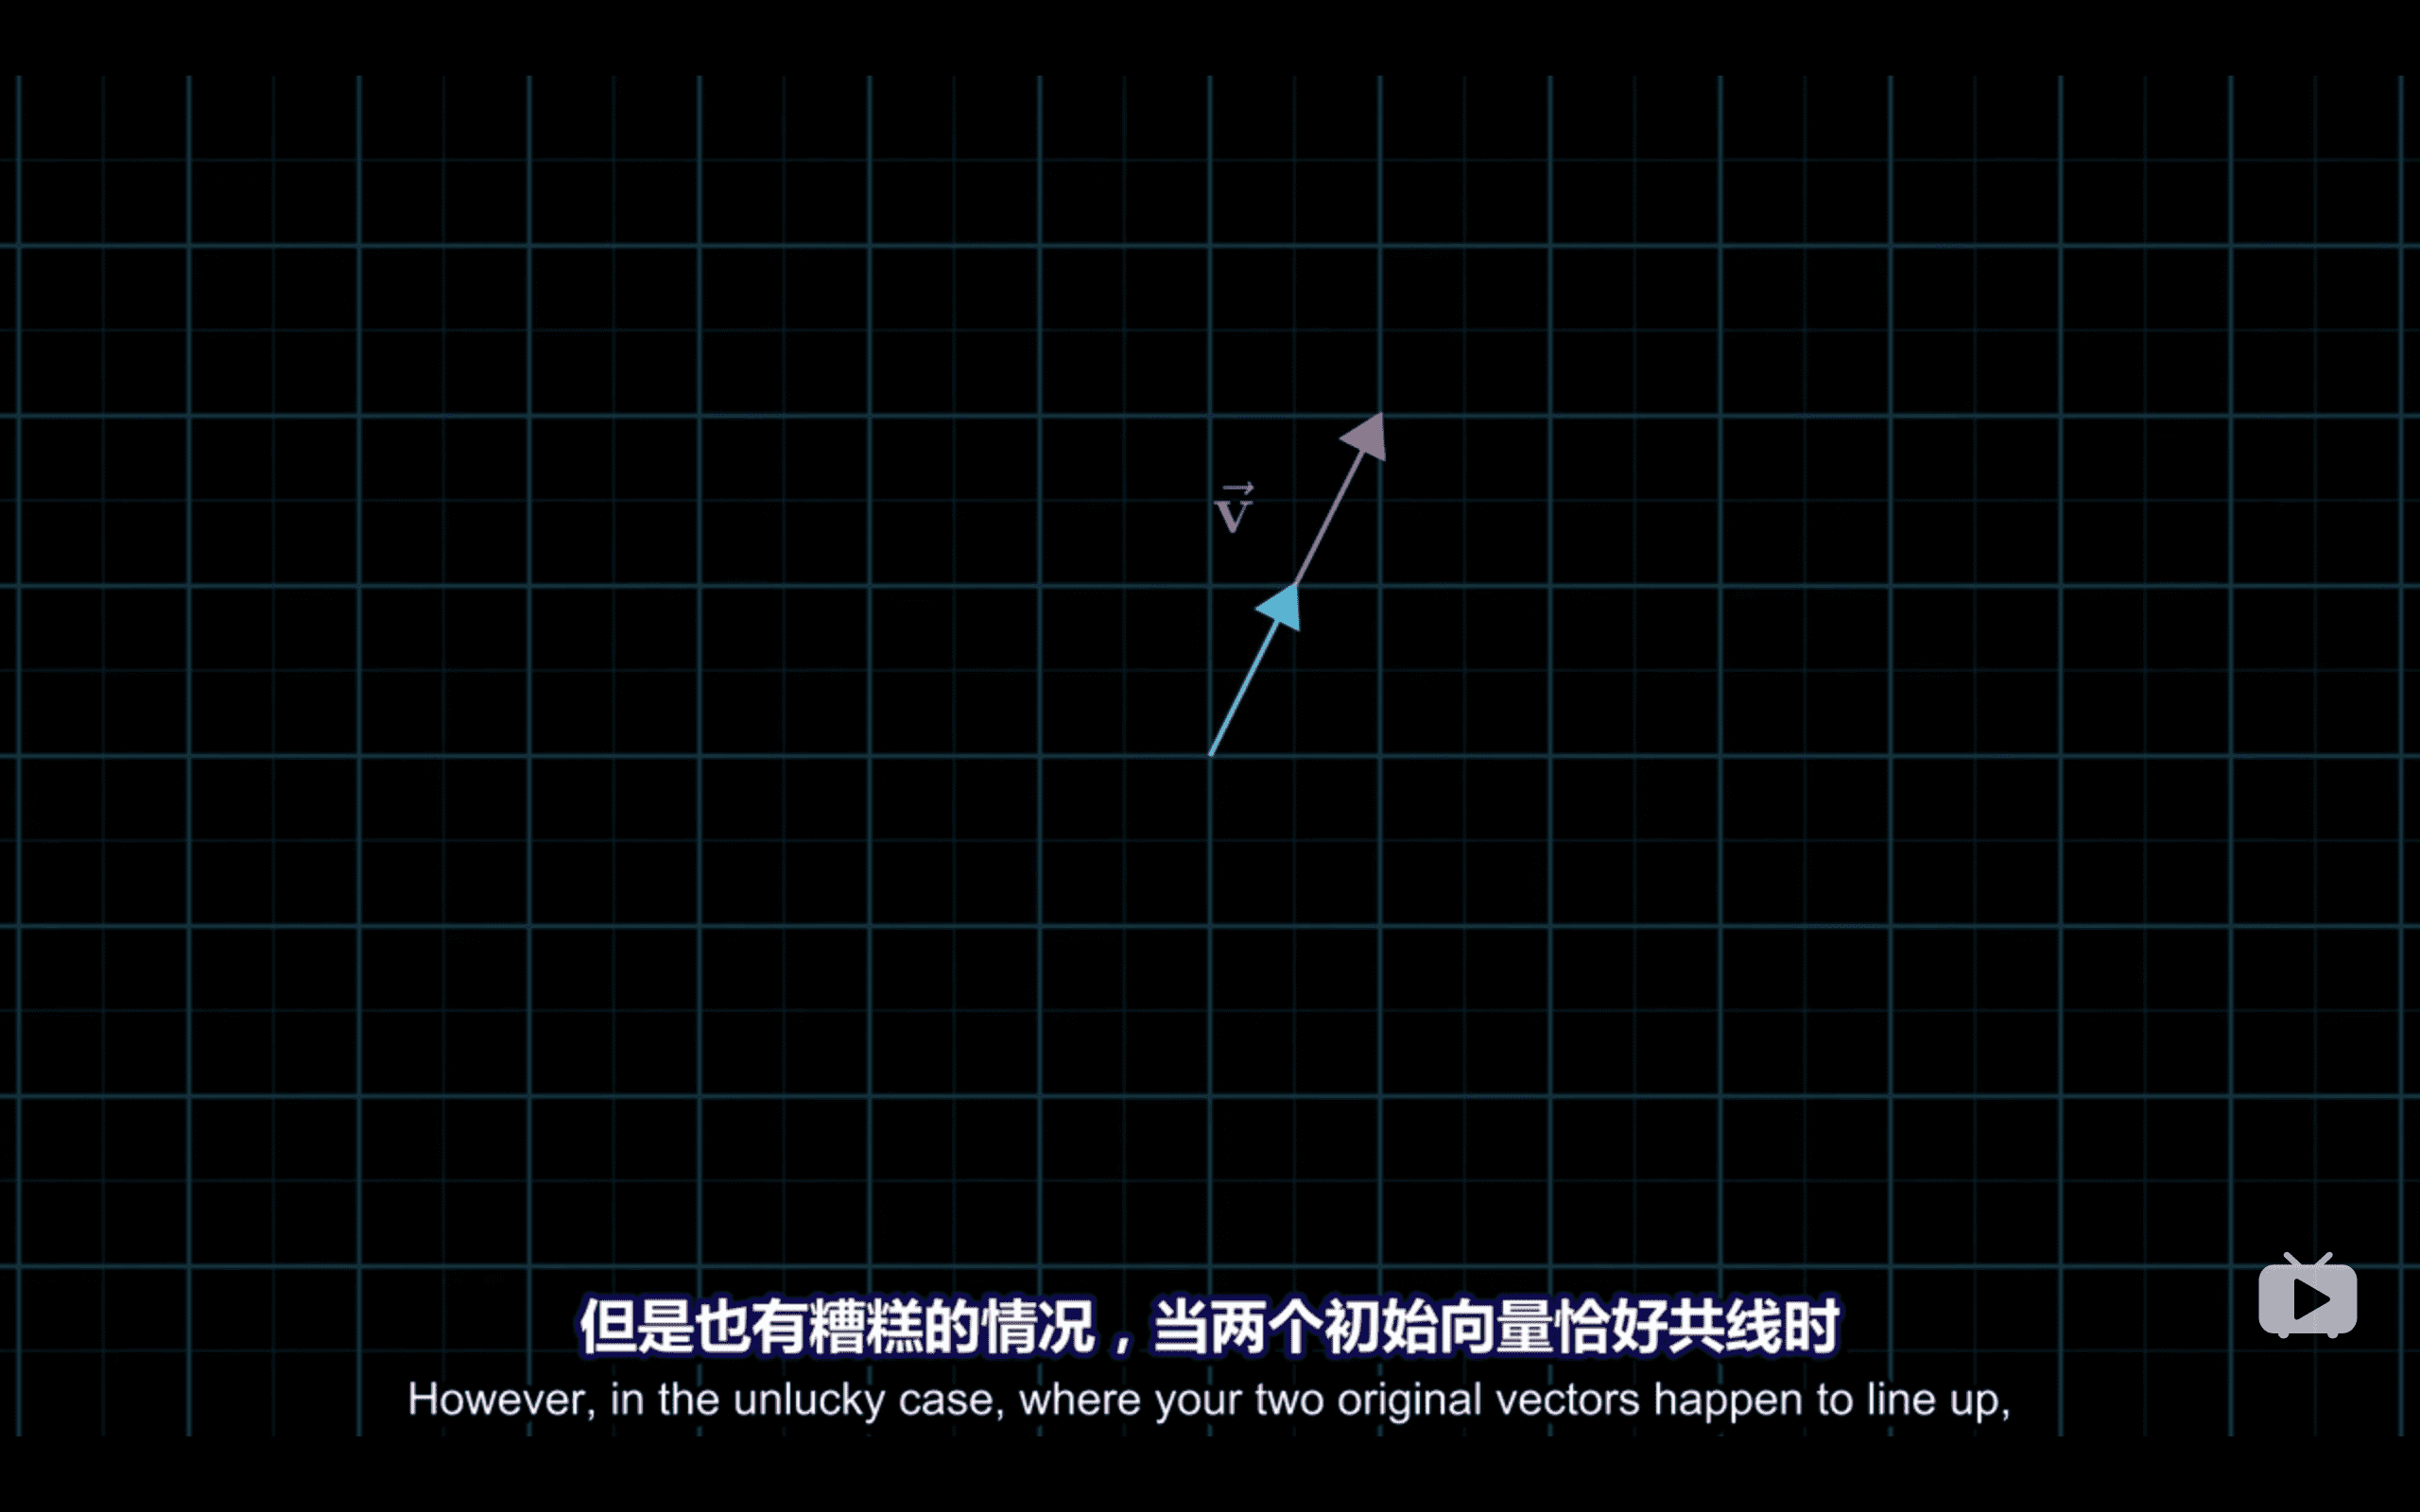 v⃗
但是也有糟糕的情况，当两个初始向量恰好共线时
However, in the unlucky case, where your two original vectors happen to line up,